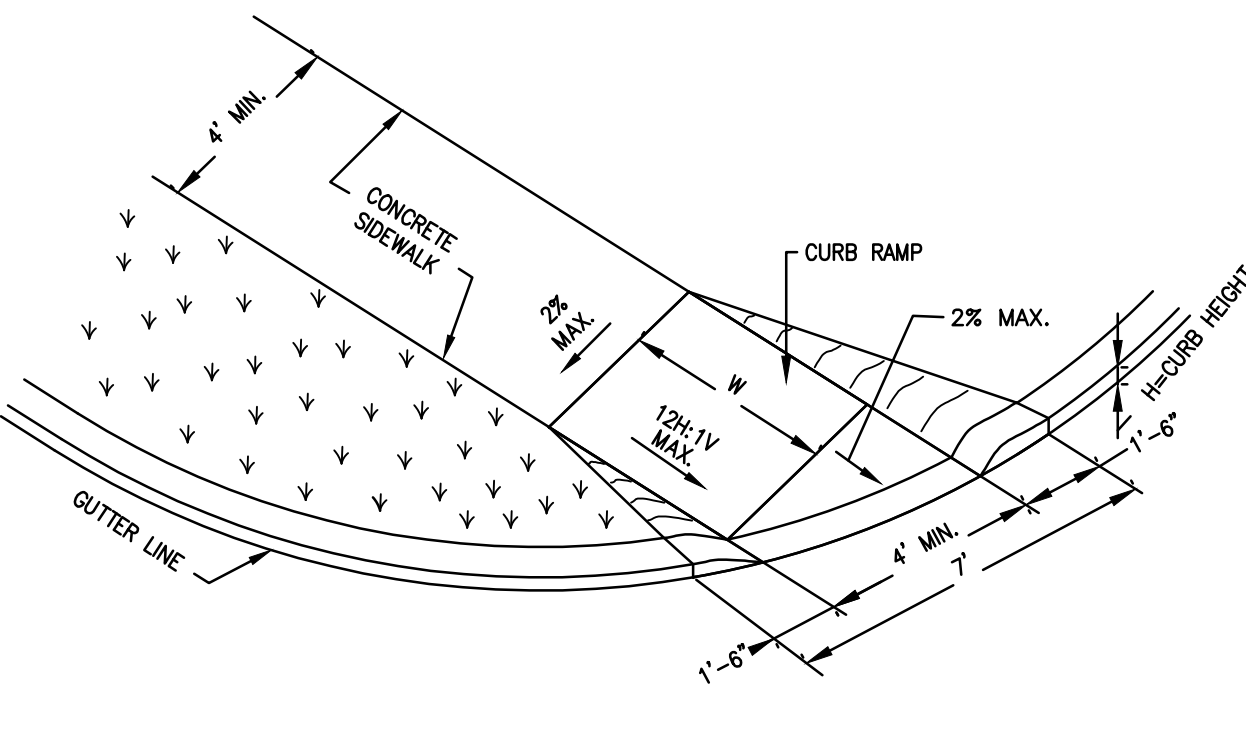 4' MIN.
CONCRETE
SIDEWALK
CURB RAMP
2%
MAX.
2% MAX.
H=CURB HEIGHT
W
12H:1V
MAX.
1'-6"
GUTTER LINE
4' MIN.
7'
1'-6"